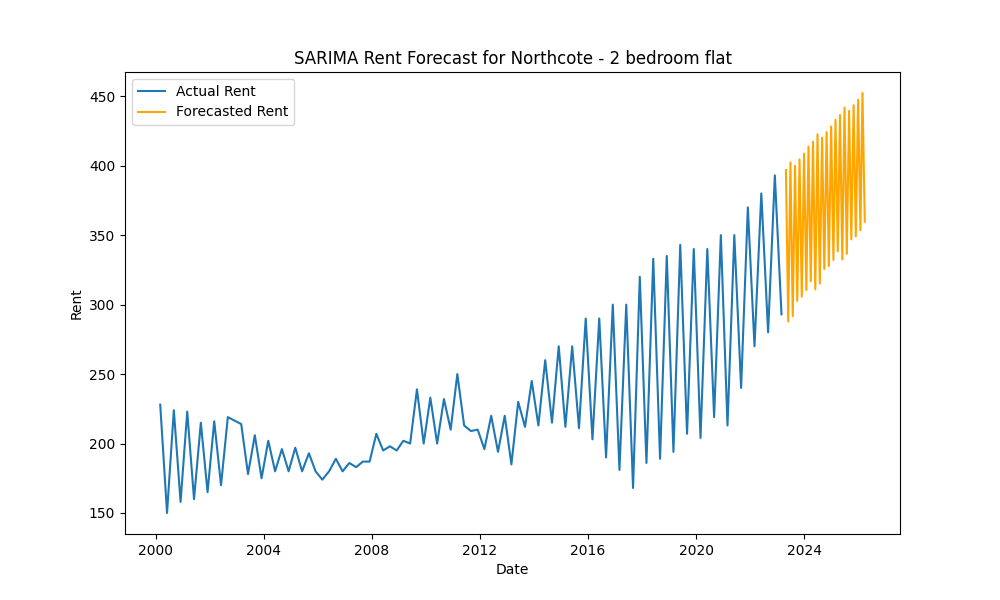 SARIMA Rent Forecast for Northcote - 2 bedroom flat
Actual Rent
Forecasted Rent
450
400
350
300
250
200
150
Rent
2000 2004 2008 2012 2016 2020 2024
Date